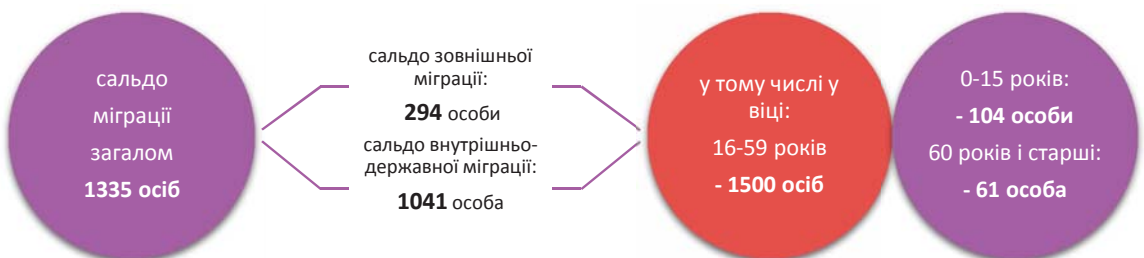 сальдо
міграції
загалом
1335 осіб
сальдо зовнішньої
міграції:
294 особи
сальдо внутрішньо-
державної міграції:
1041 особа
у тому числі у
віці:
16-59 років
- 1500 осіб
0-15 років:
- 104 особи
60 років і старші:
- 61 особа